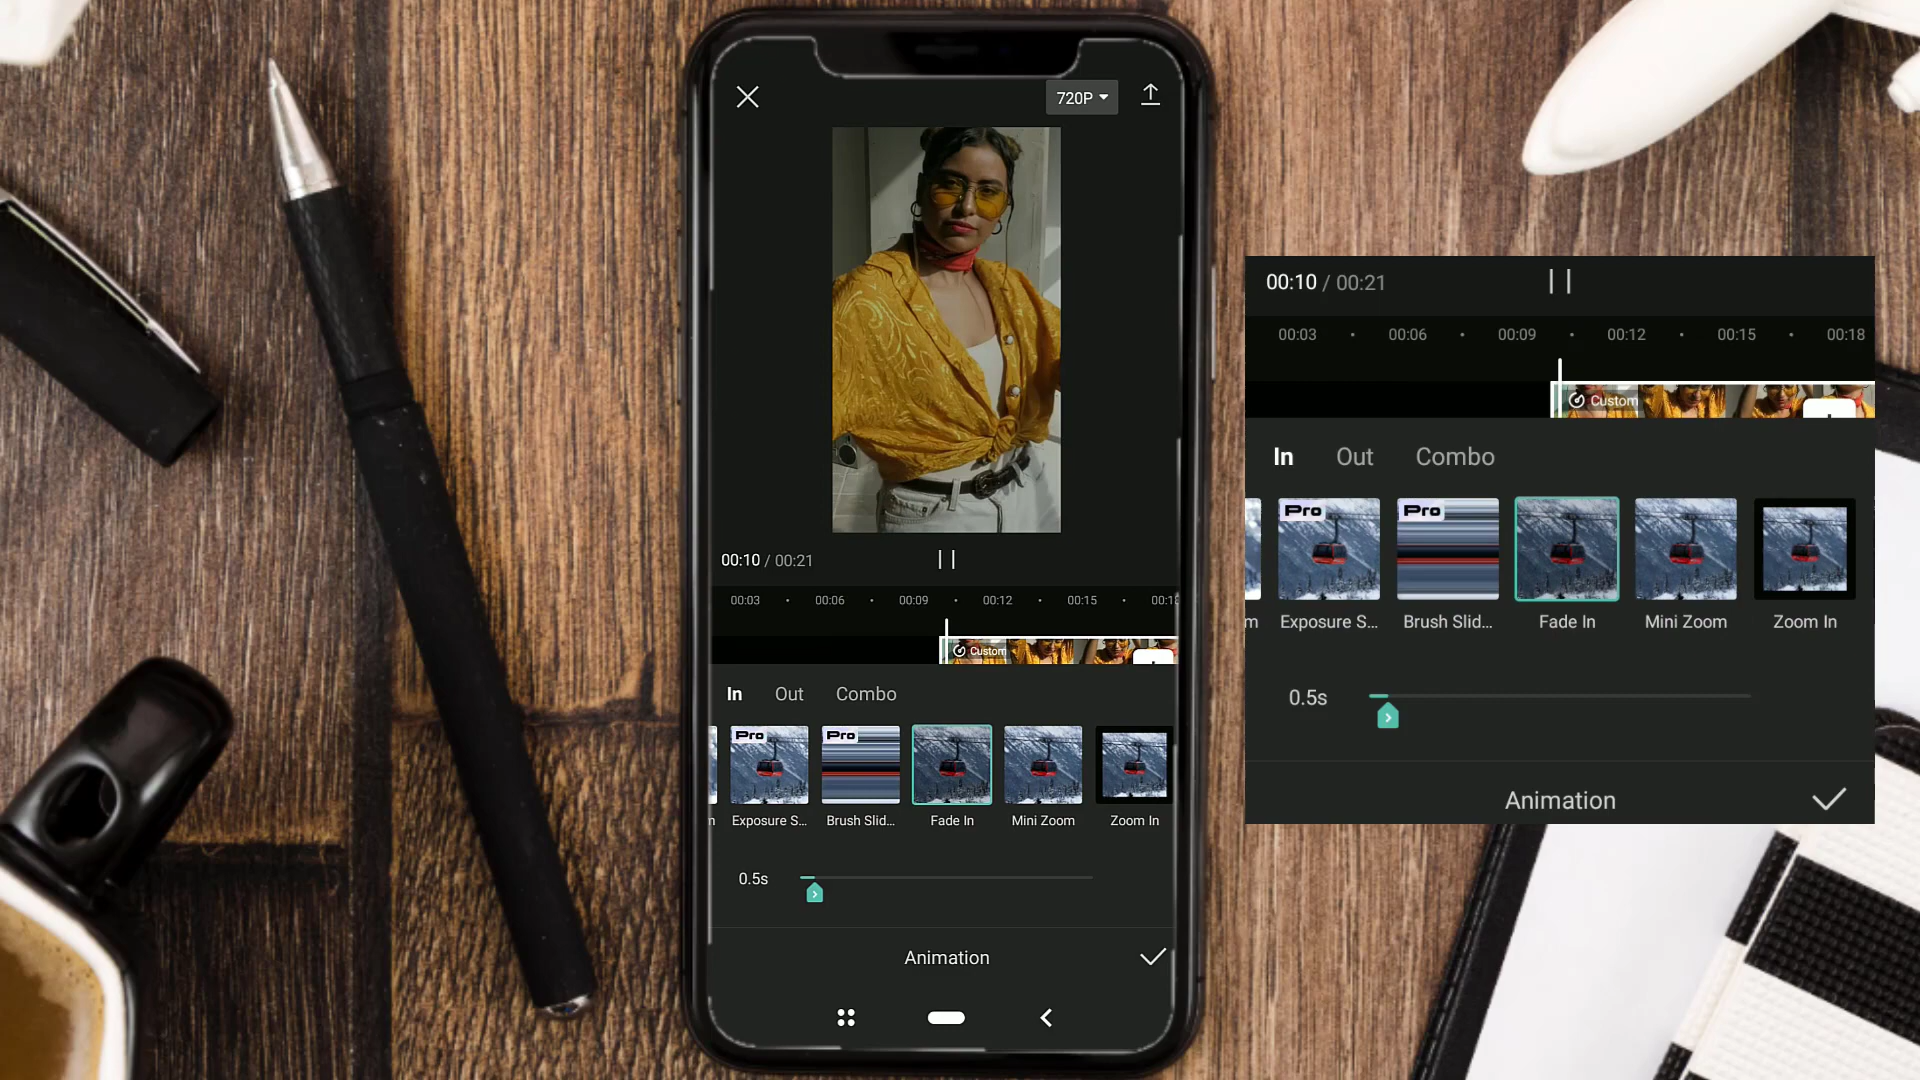 720P
00:10 / 00:21
00:03 00:06 00:09 00:12 00:15
Custom
In Out Combo
Pro Pro
Exposure S... Brush Slid... Fade In Mini Zoom Zoom In
0.5s
Animation
00:10 / 00:21
00:03 00:06 00:09 00:12 00:15 00:18
Custom
In Out Combo
Pro Pro
Exposure S... Brush Slid... Fade In Mini Zoom Zoom In
0.5s
Animation